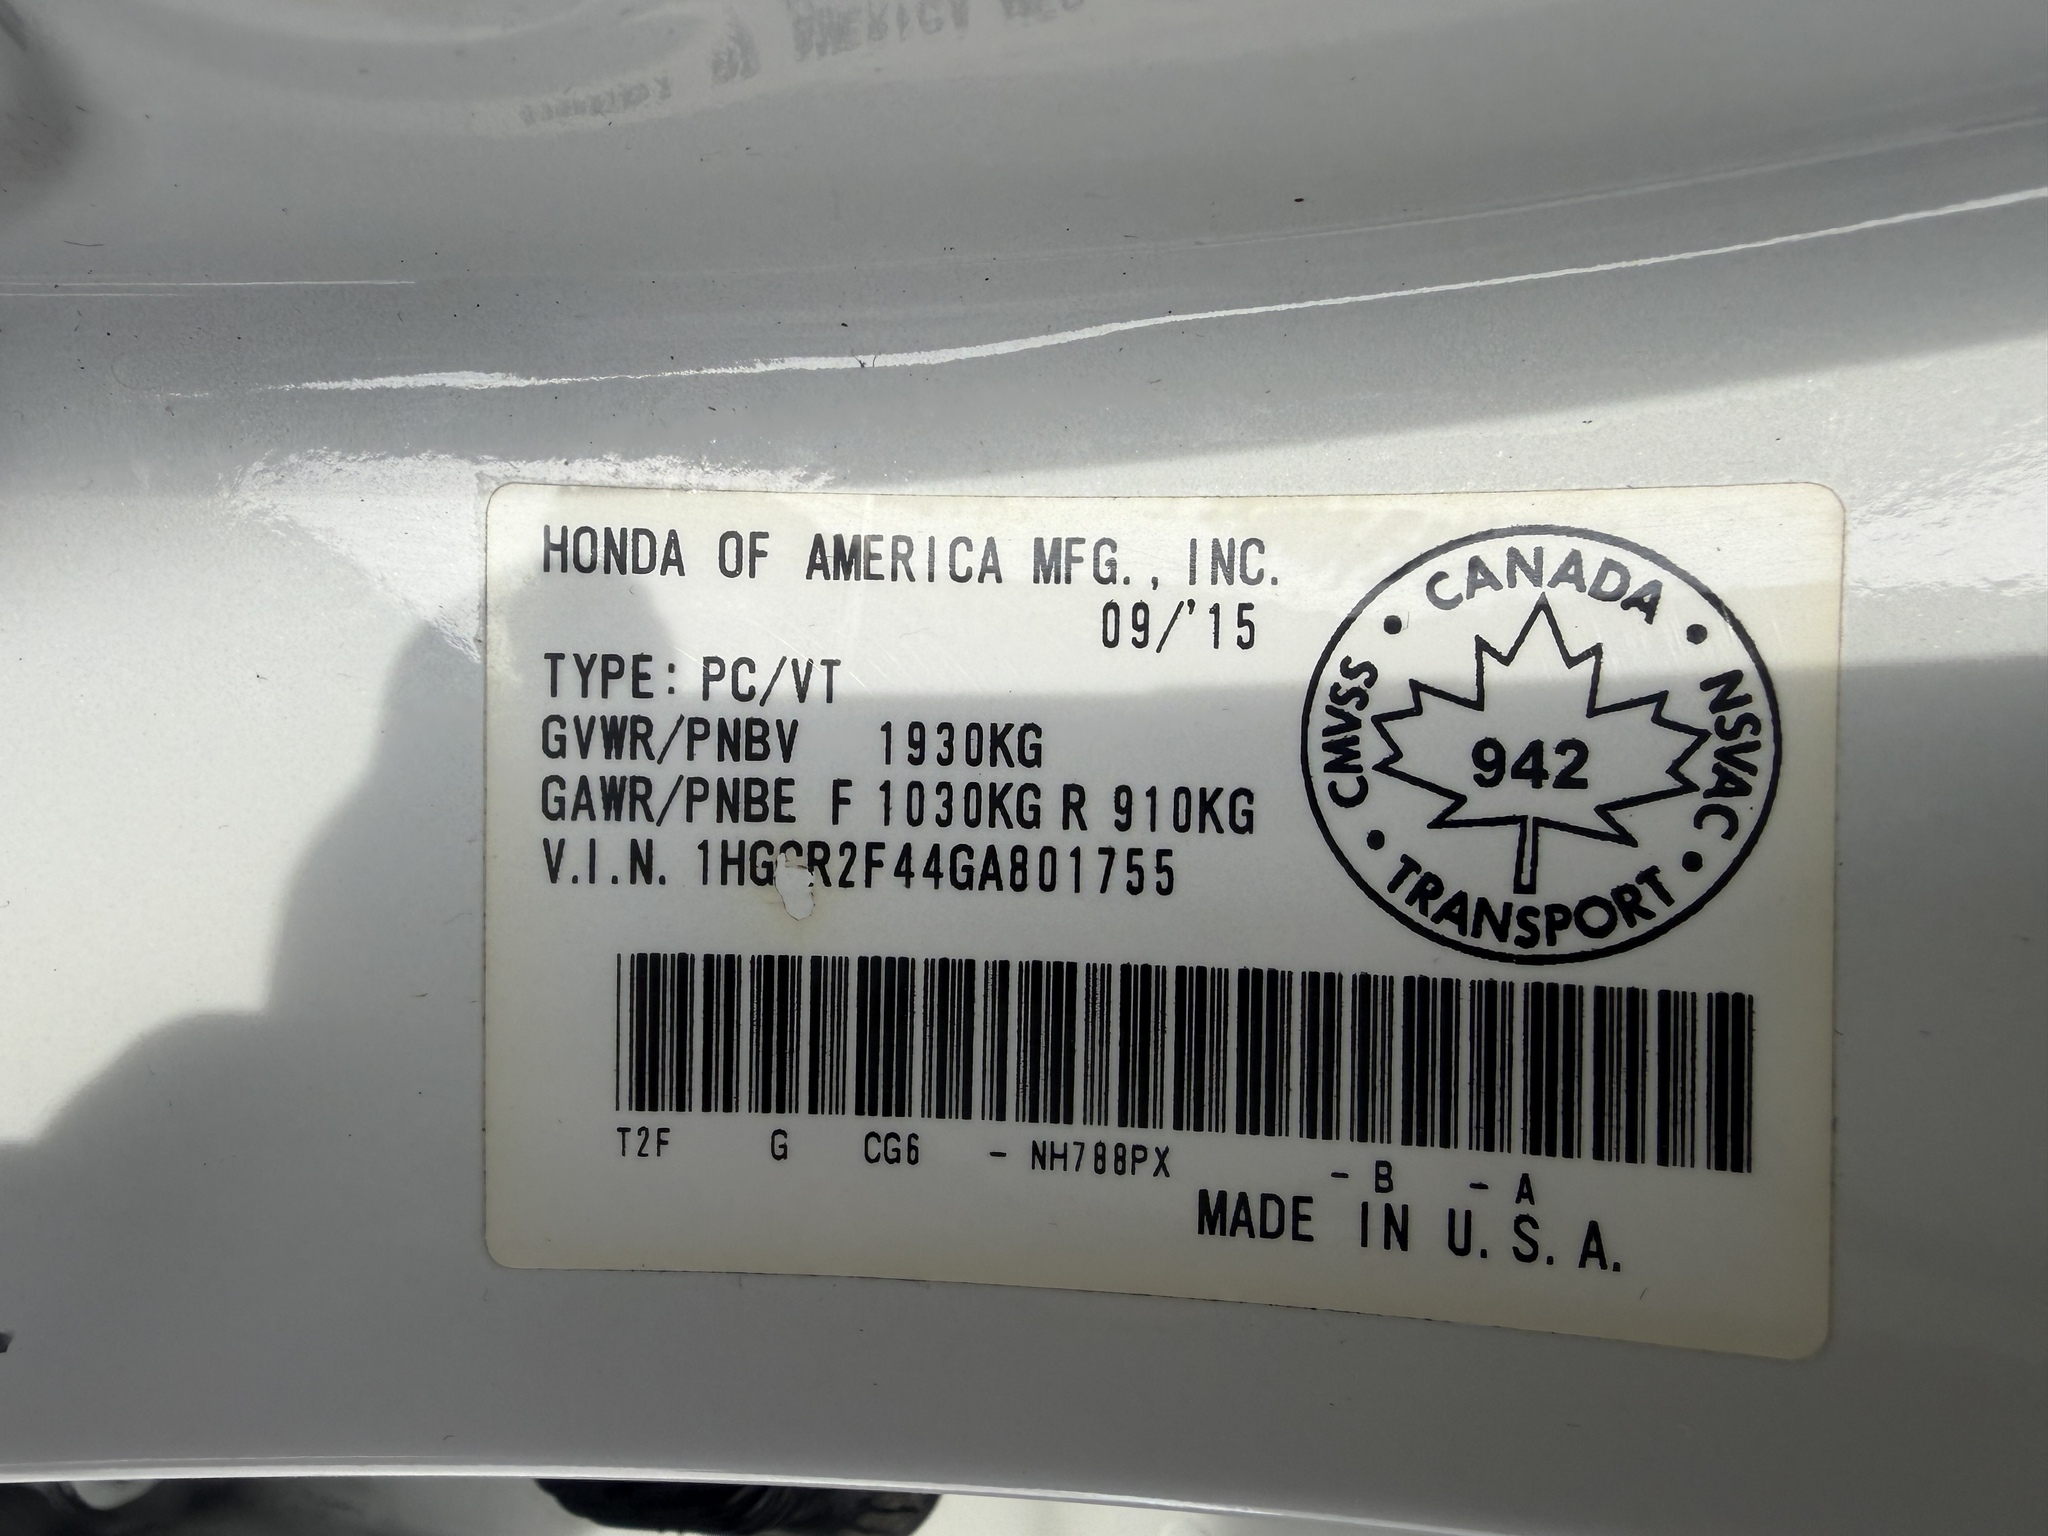 HONDA OF AMERICA MFG., INC.
09/'15
TYPE: PC/VT
GVWR/PNBV 1930KG
GAWR/PNBE F 1030KG R 910KG
V.I.N. 1HGCR2F44GA801755
CANADA
CMVSS
NSVAC
942
TRANSPORT
T2F G CG6 - NH788PX - B - A
MADE IN U.S.A.